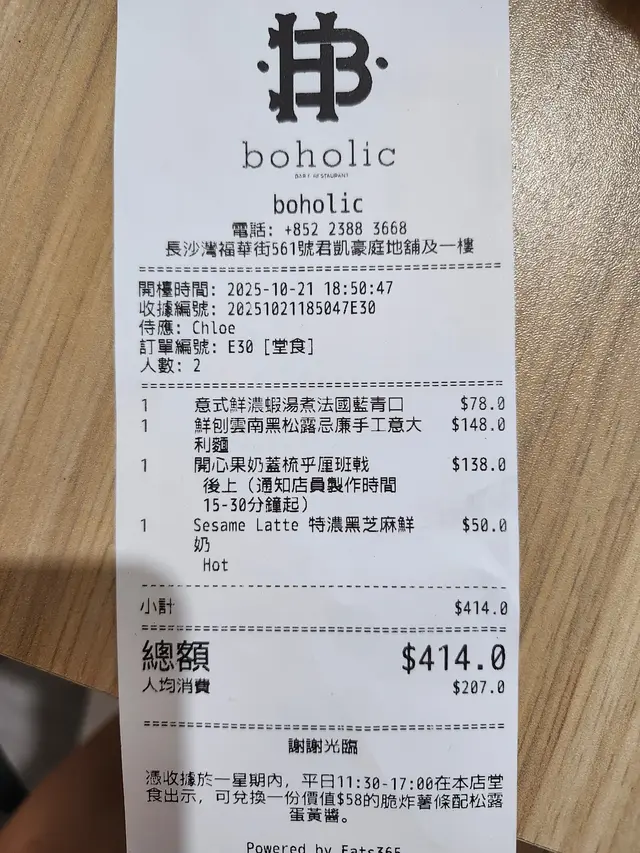 HB
boholic
BAR & RESTAURANT
boholic
電話: +852 2388 3668
長沙灣福華街561號君凱豪庭地舖及一樓
開檯時間: 2025-10-21 18:50:47
收據編號: 20251021185047E30
侍應: Chloe
訂單編號: E30 [堂食]
人數: 2
1 意式鮮濃蝦湯煮法國藍青口 $78.0
1 鮮刨雲南黑松露忌廉手工意大 $148.0
利麵
1 開心果奶蓋梳乎厘班戟 $138.0
後上（通知店員製作時間
15-30分鐘起）
1 Sesame Latte 特濃黑芝麻鮮 $50.0
奶
Hot
小計 $414.0
總額 $414.0
人均消費 $207.0
謝謝光臨
憑收據於一星期內, 平日11:30-17:00在本店堂
食出示, 可兌換一份價值$58的脆炸薯條配松露
蛋黃醬。
Powered by Eats365